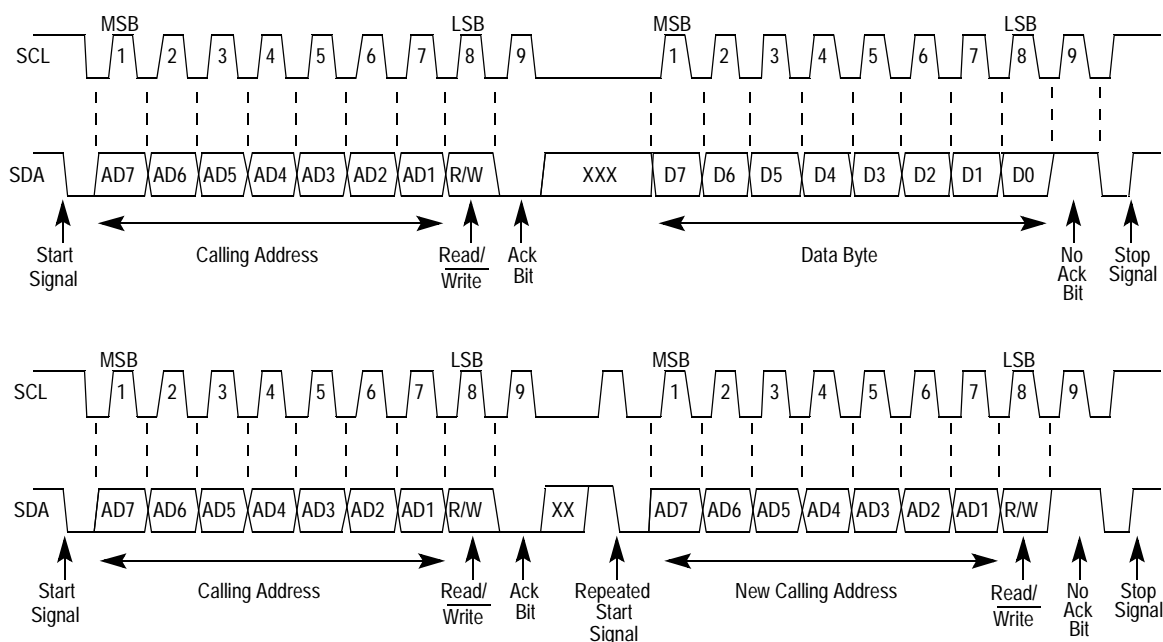 MSB LSB MSB LSB
SCL 1 2 3 4 5 6 7 8 9 1 2 3 4 5 6 7 8 9
SDA AD7 AD6 AD5 AD4 AD3 AD2 AD1 R/W XXX D7 D6 D5 D4 D3 D2 D1 D0
Start Calling Address Read/ Ack Data Byte No Stop
Signal Write Bit Ack Signal
Bit
MSB LSB MSB LSB
SCL 1 2 3 4 5 6 7 8 9 1 2 3 4 5 6 7 8 9
SDA AD7 AD6 AD5 AD4 AD3 AD2 AD1 R/W XX AD7 AD6 AD5 AD4 AD3 AD2 AD1 R/W
Start Calling Address Read/ Ack Repeated New Calling Address Read/ No Stop
Signal Write Bit Start Write Ack Signal
Signal Bit